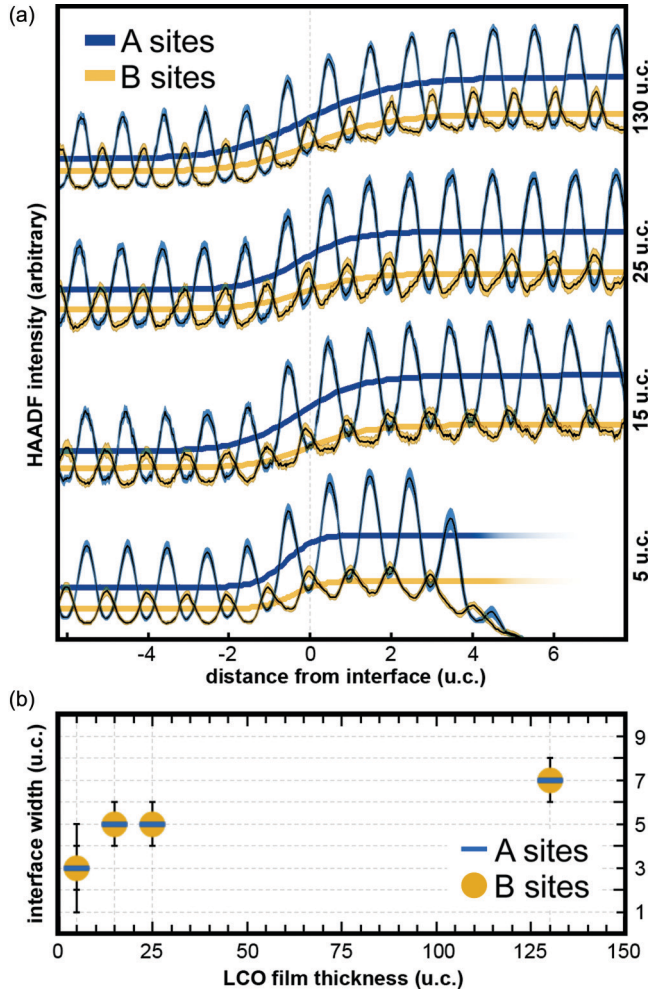 (a)
A sites
B sites
HAADF intensity (arbitrary)
130 u.c.
25 u.c.
15 u.c.
5 u.c.
-4 -2 0 2 4 6
distance from interface (u.c.)
(b)
interface width (u.c.)
9
7
5
3
1
A sites
B sites
0 25 50 75 100 125 150
LCO film thickness (u.c.)